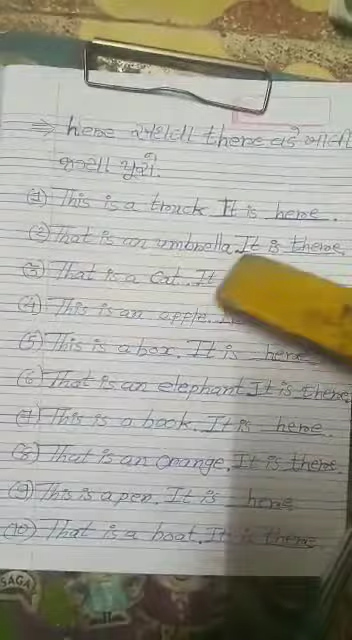 ⇒ here અથવા there વડે ખાલી
જગ્યા પૂરો.
(1) This is a truck. It is here.
(2) That is an umbrella. It is there.
(3) That is a Cat. It
(4) This is an apple.
(5) This is a box. It is here
(6) That is an elephant. It is there
(7) This is a book. It is here.
(8) That is an orange. It is there.
(9) This is a pen. It is here
(10) That is a boat. It is there.
SAGA